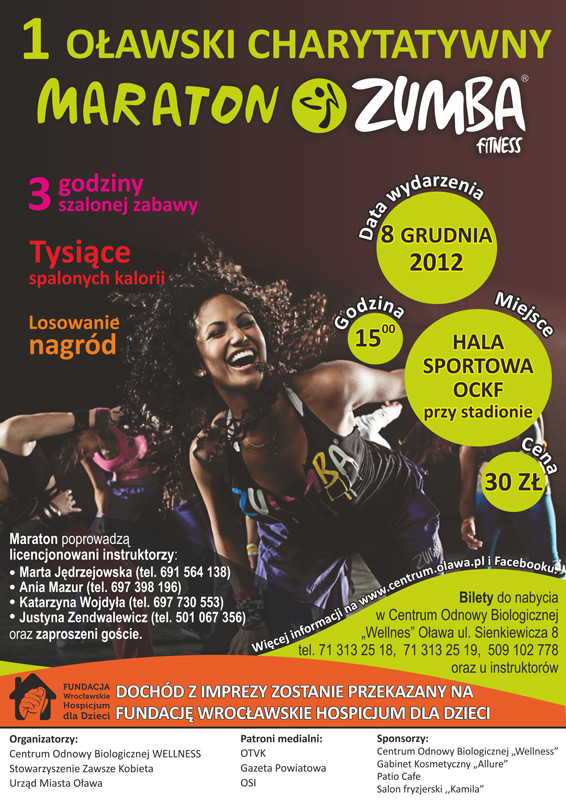 1 OŁAWSKI CHARYTATYWNY
MARATON ZUMBA®
FITNESS
3 godziny
szalonej zabawy
Tysiące
spalonych kalorii
Losowanie
nagród
Data wydarzenia
8 GRUDNIA
2012
Godzina
15⁰⁰
Miejsce
HALA
SPORTOWA
OCKF
przy stadionie
Cena
30 ZŁ
ZUMBA®
Maraton poprowadzą
licencjonowani instruktorzy:
• Marta Jędrzejowska (tel. 691 564 138)
• Ania Mazur (tel. 697 398 196)
• Katarzyna Wojdyła (tel. 697 730 553)
• Justyna Zendwalewicz (tel. 501 067 356)
oraz zaproszeni goście.
Więcej informacji na www.centrum.olawa.pl i Facebooku.
Bilety do nabycia
w Centrum Odnowy Biologicznej
„Wellnes” Oława ul. Sienkiewicza 8
tel. 71 313 25 18, 71 313 25 19, 509 102 778
oraz u instruktorów
FUNDACJA
Wrocławskie
Hospicjum
dla Dzieci
DOCHÓD Z IMPREZY ZOSTANIE PRZEKAZANY NA
FUNDACJĘ WROCŁAWSKIE HOSPICJUM DLA DZIECI
Organizatorzy:
Centrum Odnowy Biologicznej WELLNESS
Stowarzyszenie Zawsze Kobieta
Urząd Miasta Oława
Patroni medialni:
OTVK
Gazeta Powiatowa
OSI
Sponsorzy:
Centrum Odnowy Biologicznej „Wellness”
Gabinet Kosmetyczny „Allure”
Patio Cafe
Salon fryzjerski ,,Kamila”